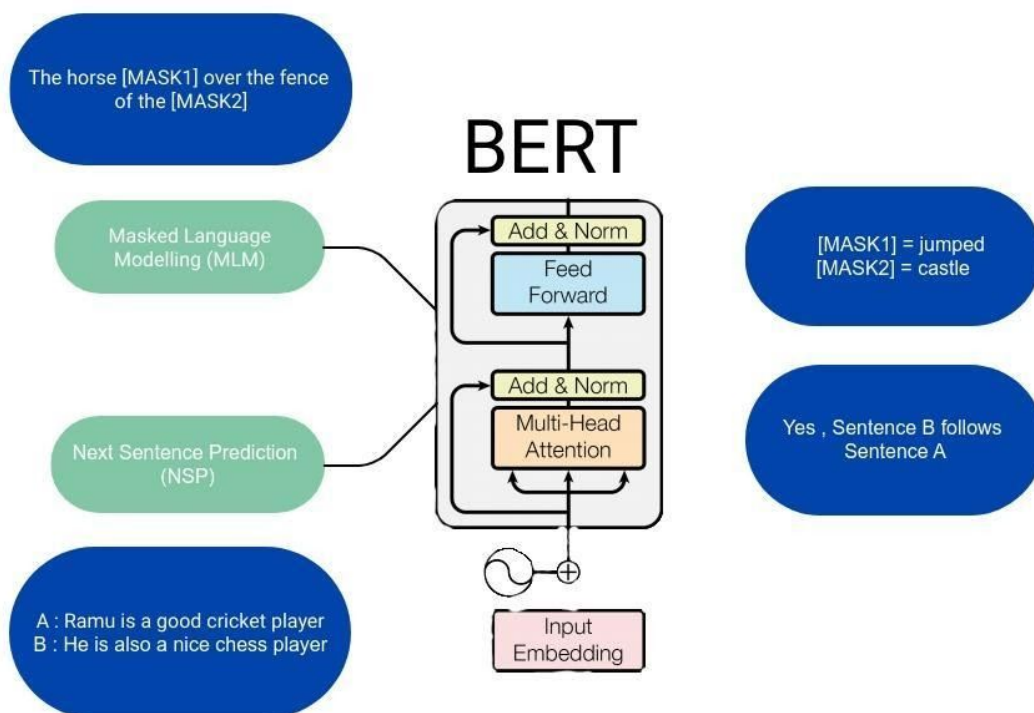 The horse [MASK1] over the fence
of the [MASK2]
BERT
Masked Language
Modelling (MLM)
Add & Norm
Feed
Forward
[MASK1] = jumped
[MASK2] = castle
Add & Norm
Multi-Head
Attention
Next Sentence Prediction
(NSP)
Yes , Sentence B follows
Sentence A
A : Ramu is a good cricket player
B : He is also a nice chess player
Input
Embedding